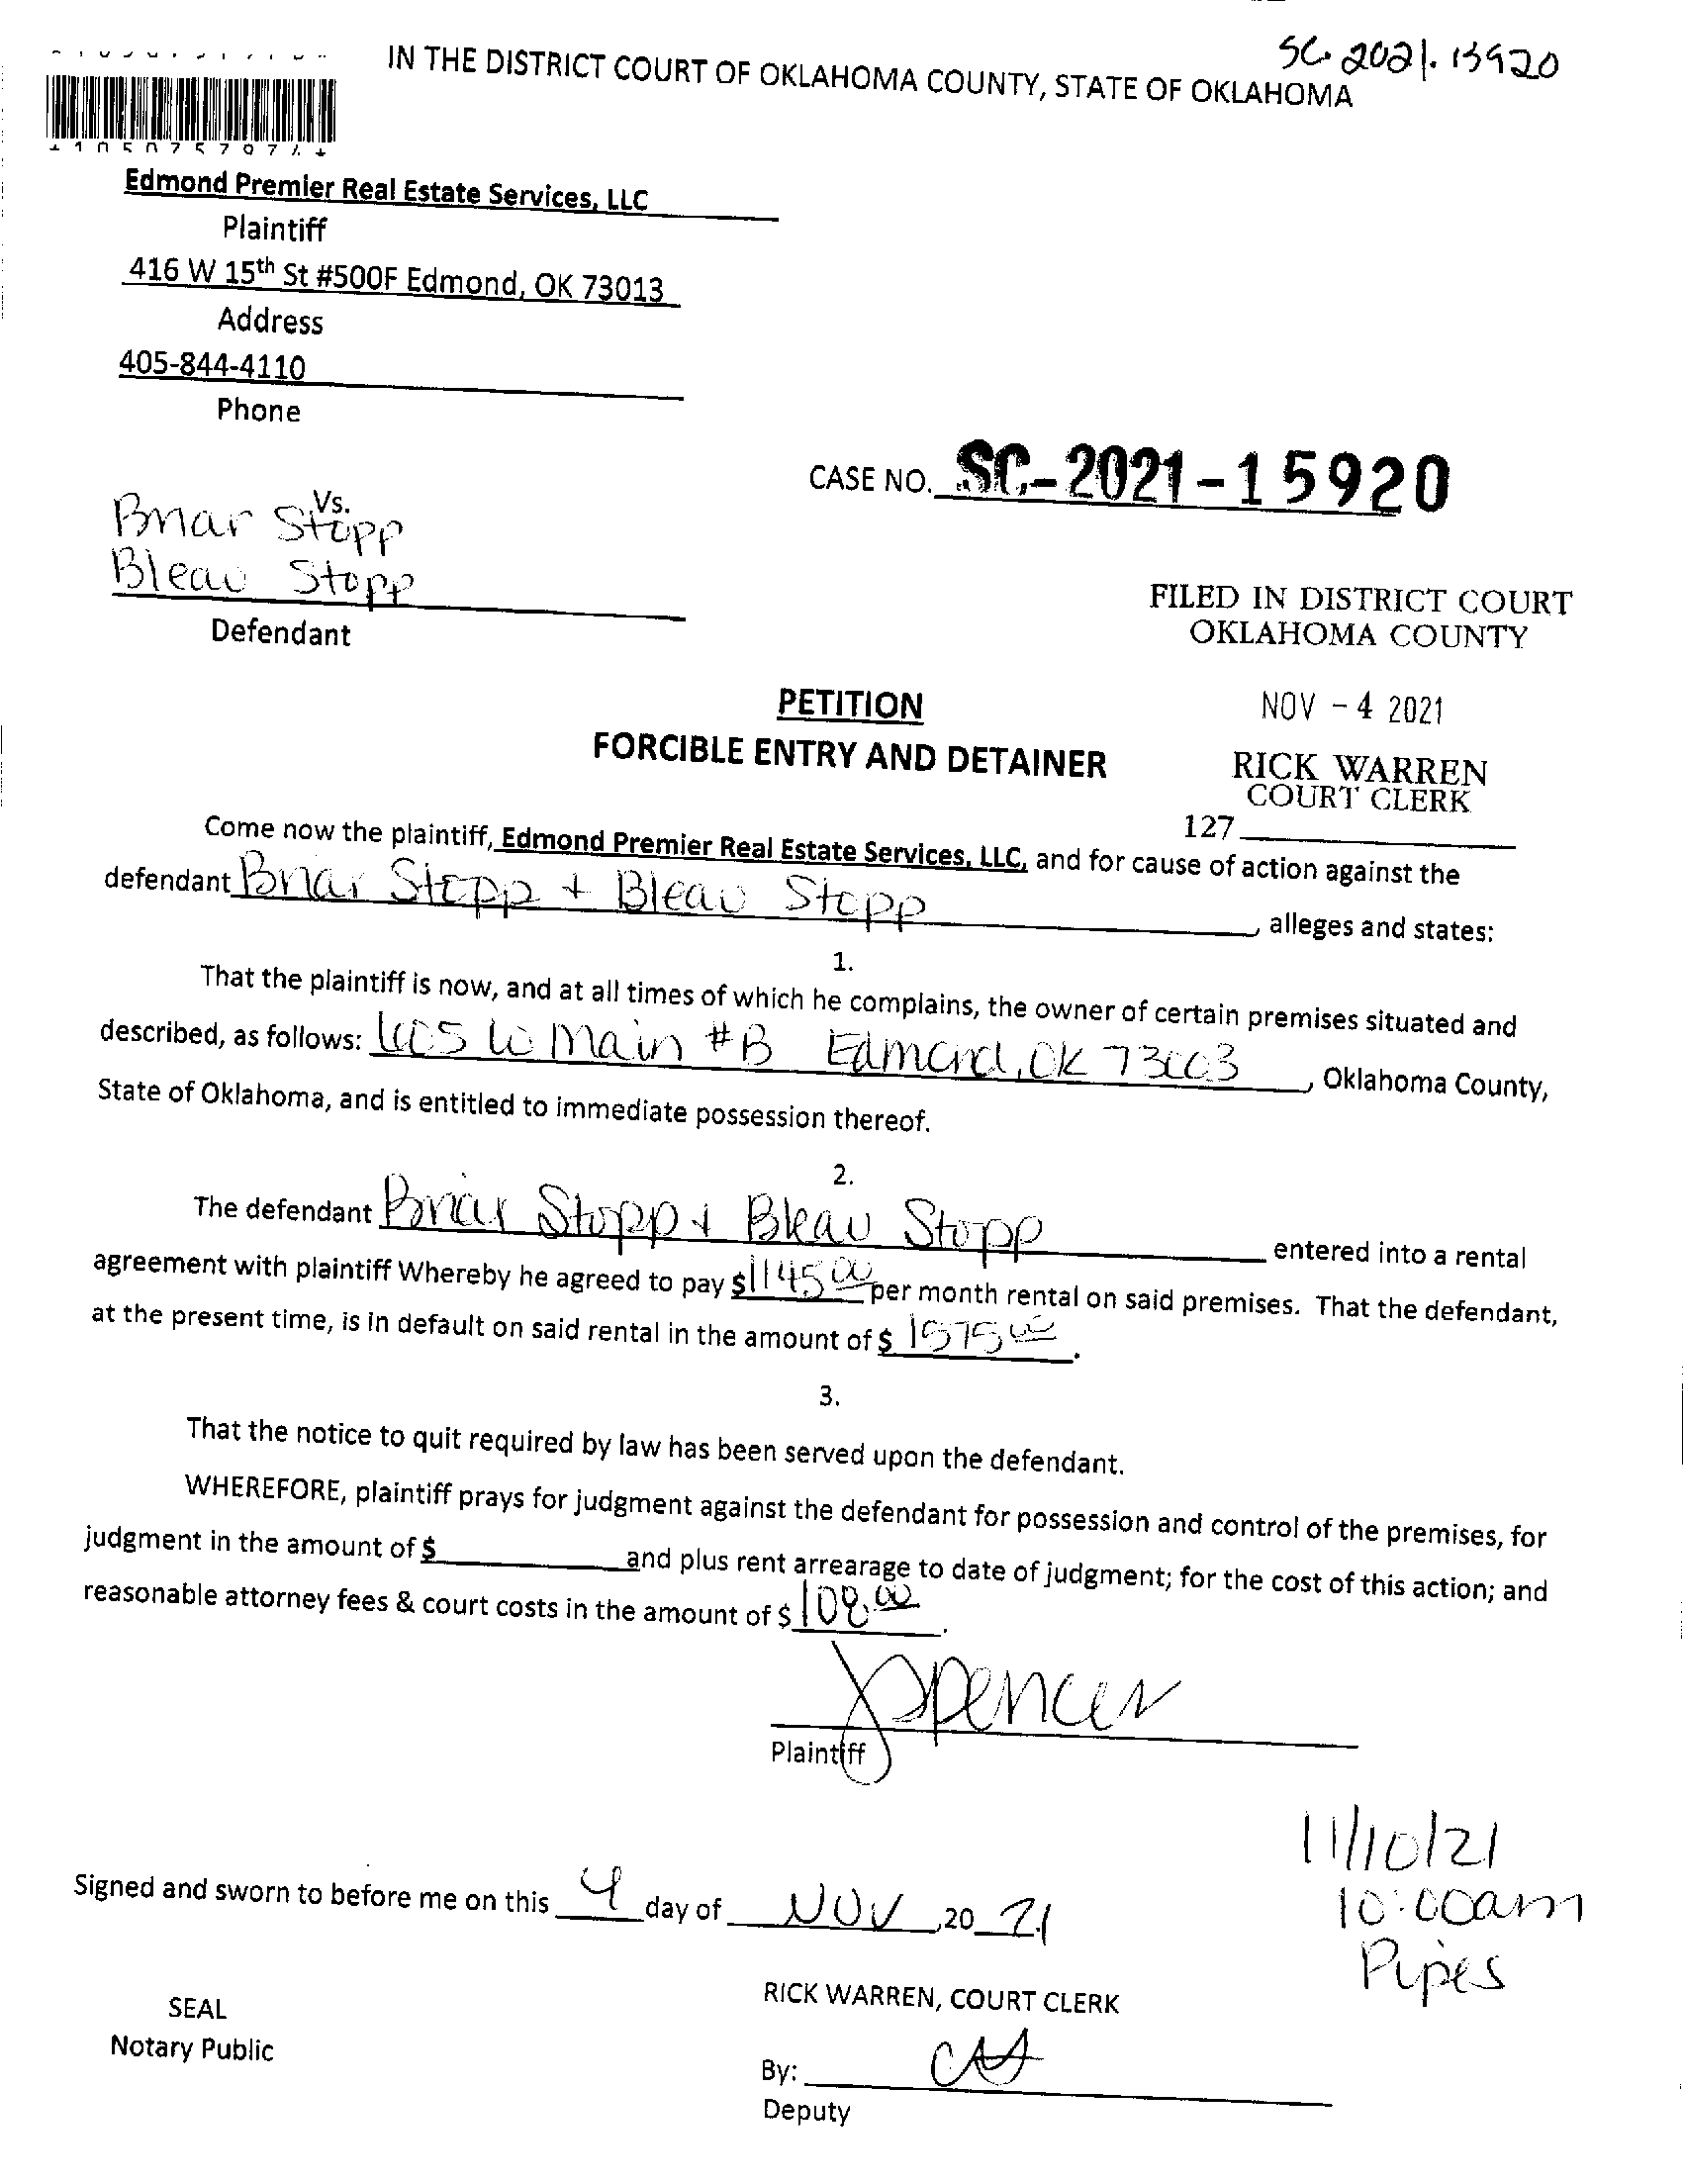 SC. 2021. 15920
IN THE DISTRICT COURT OF OKLAHOMA COUNTY, STATE OF OKLAHOMA
Edmond Premier Real Estate Services, LLC
Plaintiff
416 W 15th St #500F Edmond, OK 73013
Address
405-844-4110
Phone
CASE NO. SC-2021-15920
Vs.
Briar Stopp
Bleau Stopp
Defendant
FILED IN DISTRICT COURT
OKLAHOMA COUNTY
NOV - 4 2021
RICK WARREN
COURT CLERK
127
PETITION
FORCIBLE ENTRY AND DETAINER
Come now the plaintiff, Edmond Premier Real Estate Services, LLC, and for cause of action against the
defendant Briar Stopp + Bleau Stopp, alleges and states:
1.
That the plaintiff is now, and at all times of which he complains, the owner of certain premises situated and
described, as follows: W Main #B Edmond, OK 73003, Oklahoma County,
State of Oklahoma, and is entitled to immediate possession thereof.
2.
The defendant Briar Stopp + Bleau Stopp entered into a rental
agreement with plaintiff Whereby he agreed to pay $1145.00 per month rental on said premises. That the defendant,
at the present time, is in default on said rental in the amount of $ 1575.00.
3.
That the notice to quit required by law has been served upon the defendant.
WHEREFORE, plaintiff prays for judgment against the defendant for possession and control of the premises, for
judgment in the amount of $ and plus rent arrearage to date of judgment; for the cost of this action; and
reasonable attorney fees & court costs in the amount of $ 108.00.
Spencer
Plaintiff
11/10/21
10:00am
Pipes
Signed and sworn to before me on this 4 day of NOV, 20 21
RICK WARREN, COURT CLERK
SEAL
Notary Public
By:
Deputy